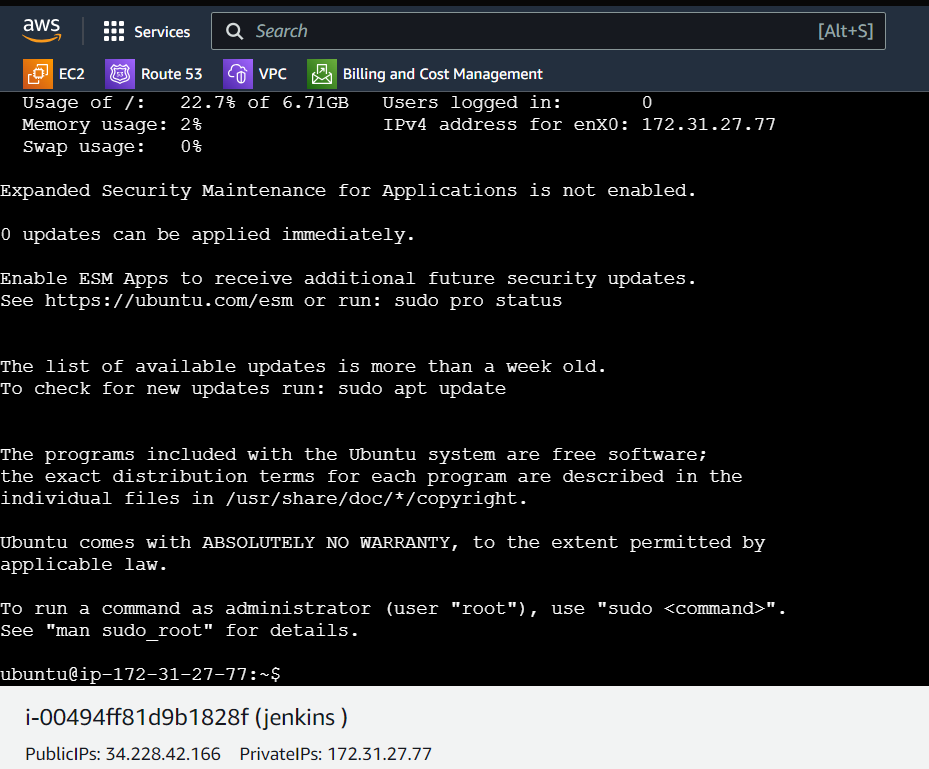 aws Services Search [Alt+S]
EC2 Route 53 VPC Billing and Cost Management
Usage of /: 22.7% of 6.71GB Users logged in: 0
Memory usage: 2% IPv4 address for enX0: 172.31.27.77
Swap usage: 0%
Expanded Security Maintenance for Applications is not enabled.
0 updates can be applied immediately.
Enable ESM Apps to receive additional future security updates.
See https://ubuntu.com/esm or run: sudo pro status
The list of available updates is more than a week old.
To check for new updates run: sudo apt update
The programs included with the Ubuntu system are free software;
the exact distribution terms for each program are described in the
individual files in /usr/share/doc/*/copyright.
Ubuntu comes with ABSOLUTELY NO WARRANTY, to the extent permitted by
applicable law.
To run a command as administrator (user "root"), use "sudo <command>".
See "man sudo_root" for details.
ubuntu@ip-172-31-27-77:~$
i-00494ff81d9b1828f (jenkins )
PublicIPs: 34.228.42.166 PrivateIPs: 172.31.27.77